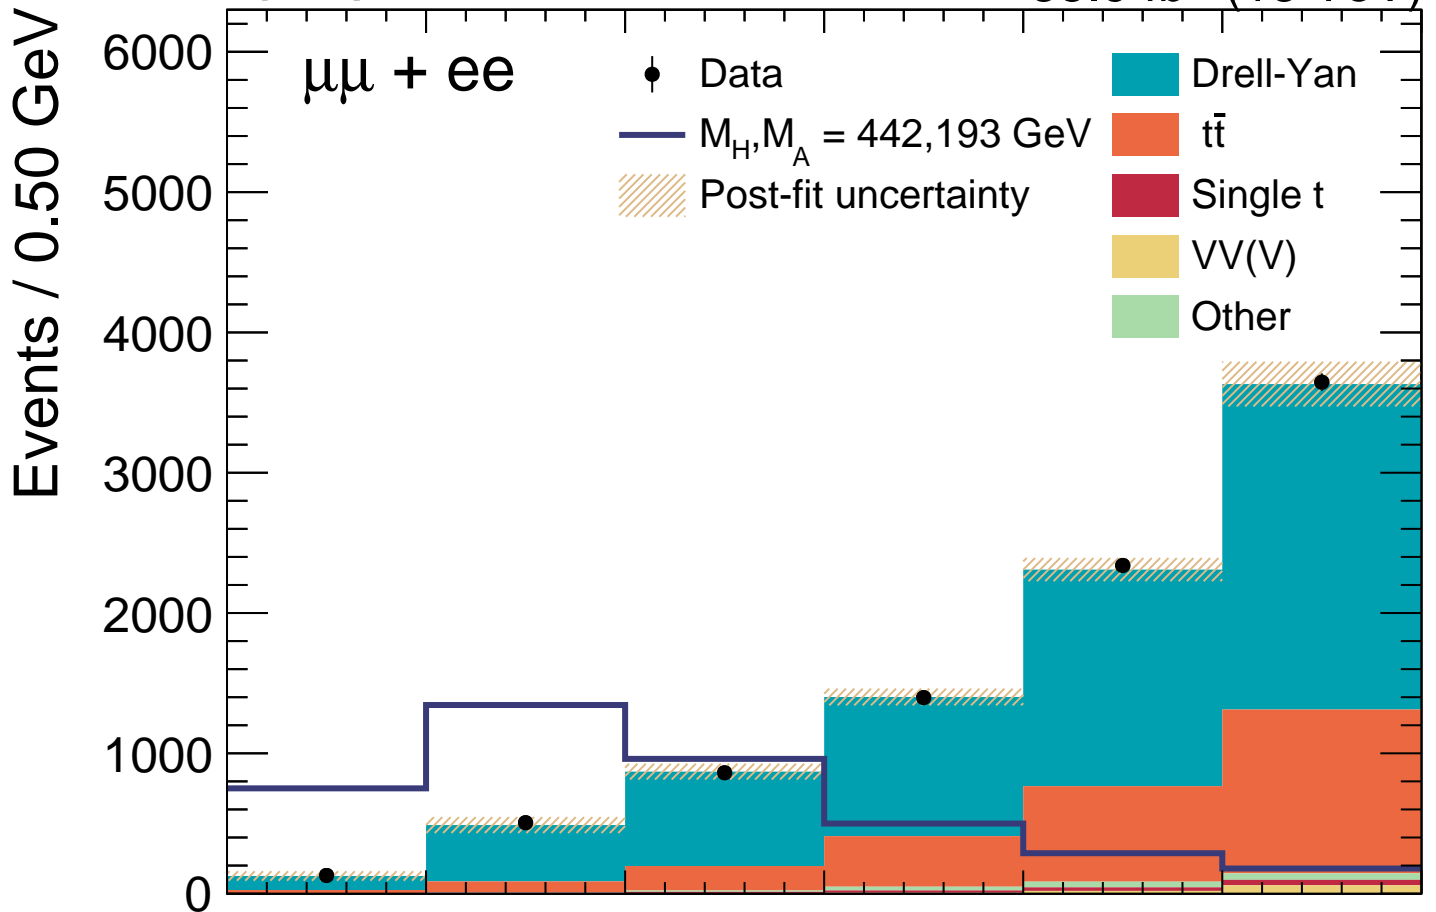 Events / 0.50 GeV
6000
5000
4000
3000
2000
1000
0
μμ + ee
Data
M_H,M_A = 442,193 GeV
Post-fit uncertainty
Drell-Yan
tt̄
Single t
VV(V)
Other